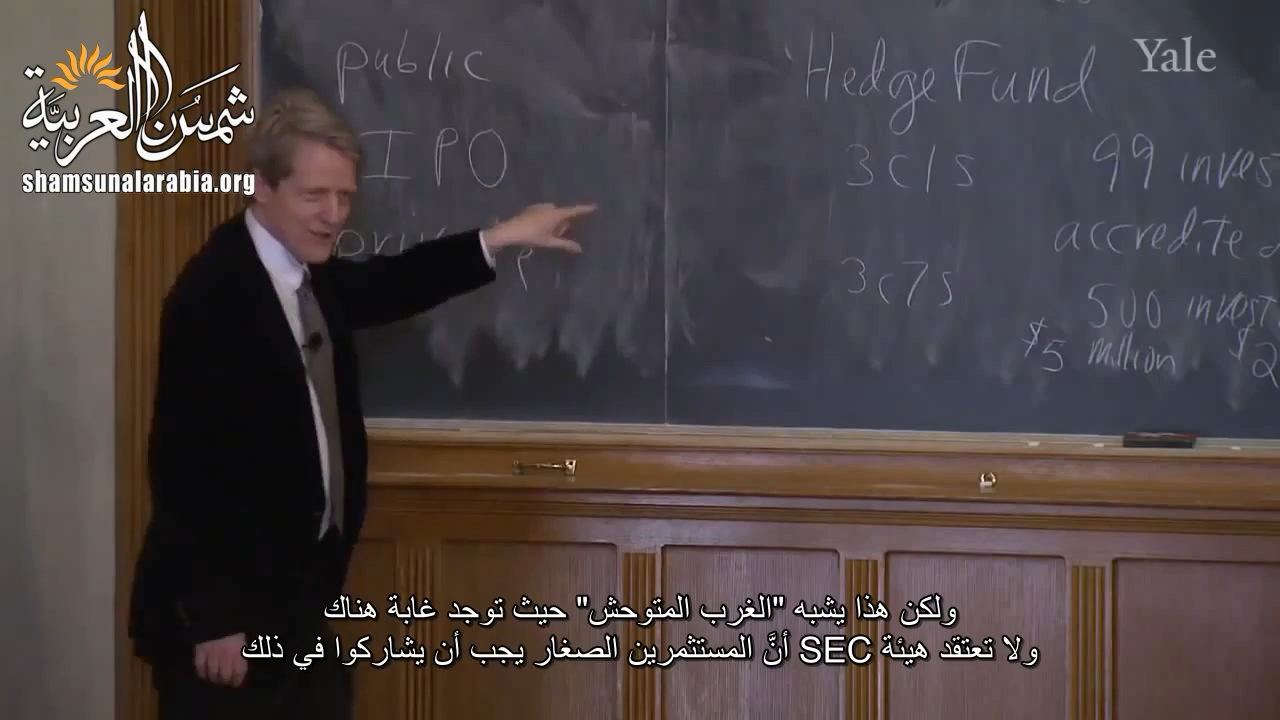 شمس العربية
shamsunalarabia.org
Yale
public
IPO
Hedge Fund
3c1s 99 inves
accredited
3c7s 500 invest
$5 million $2
ولكن هذا يشبه "الغرب المتوحش" حيث توجد غابة هناك
ولا تعتقد هيئة SEC أنَّ المستثمرين الصغار يجب أن يشاركوا في ذلك